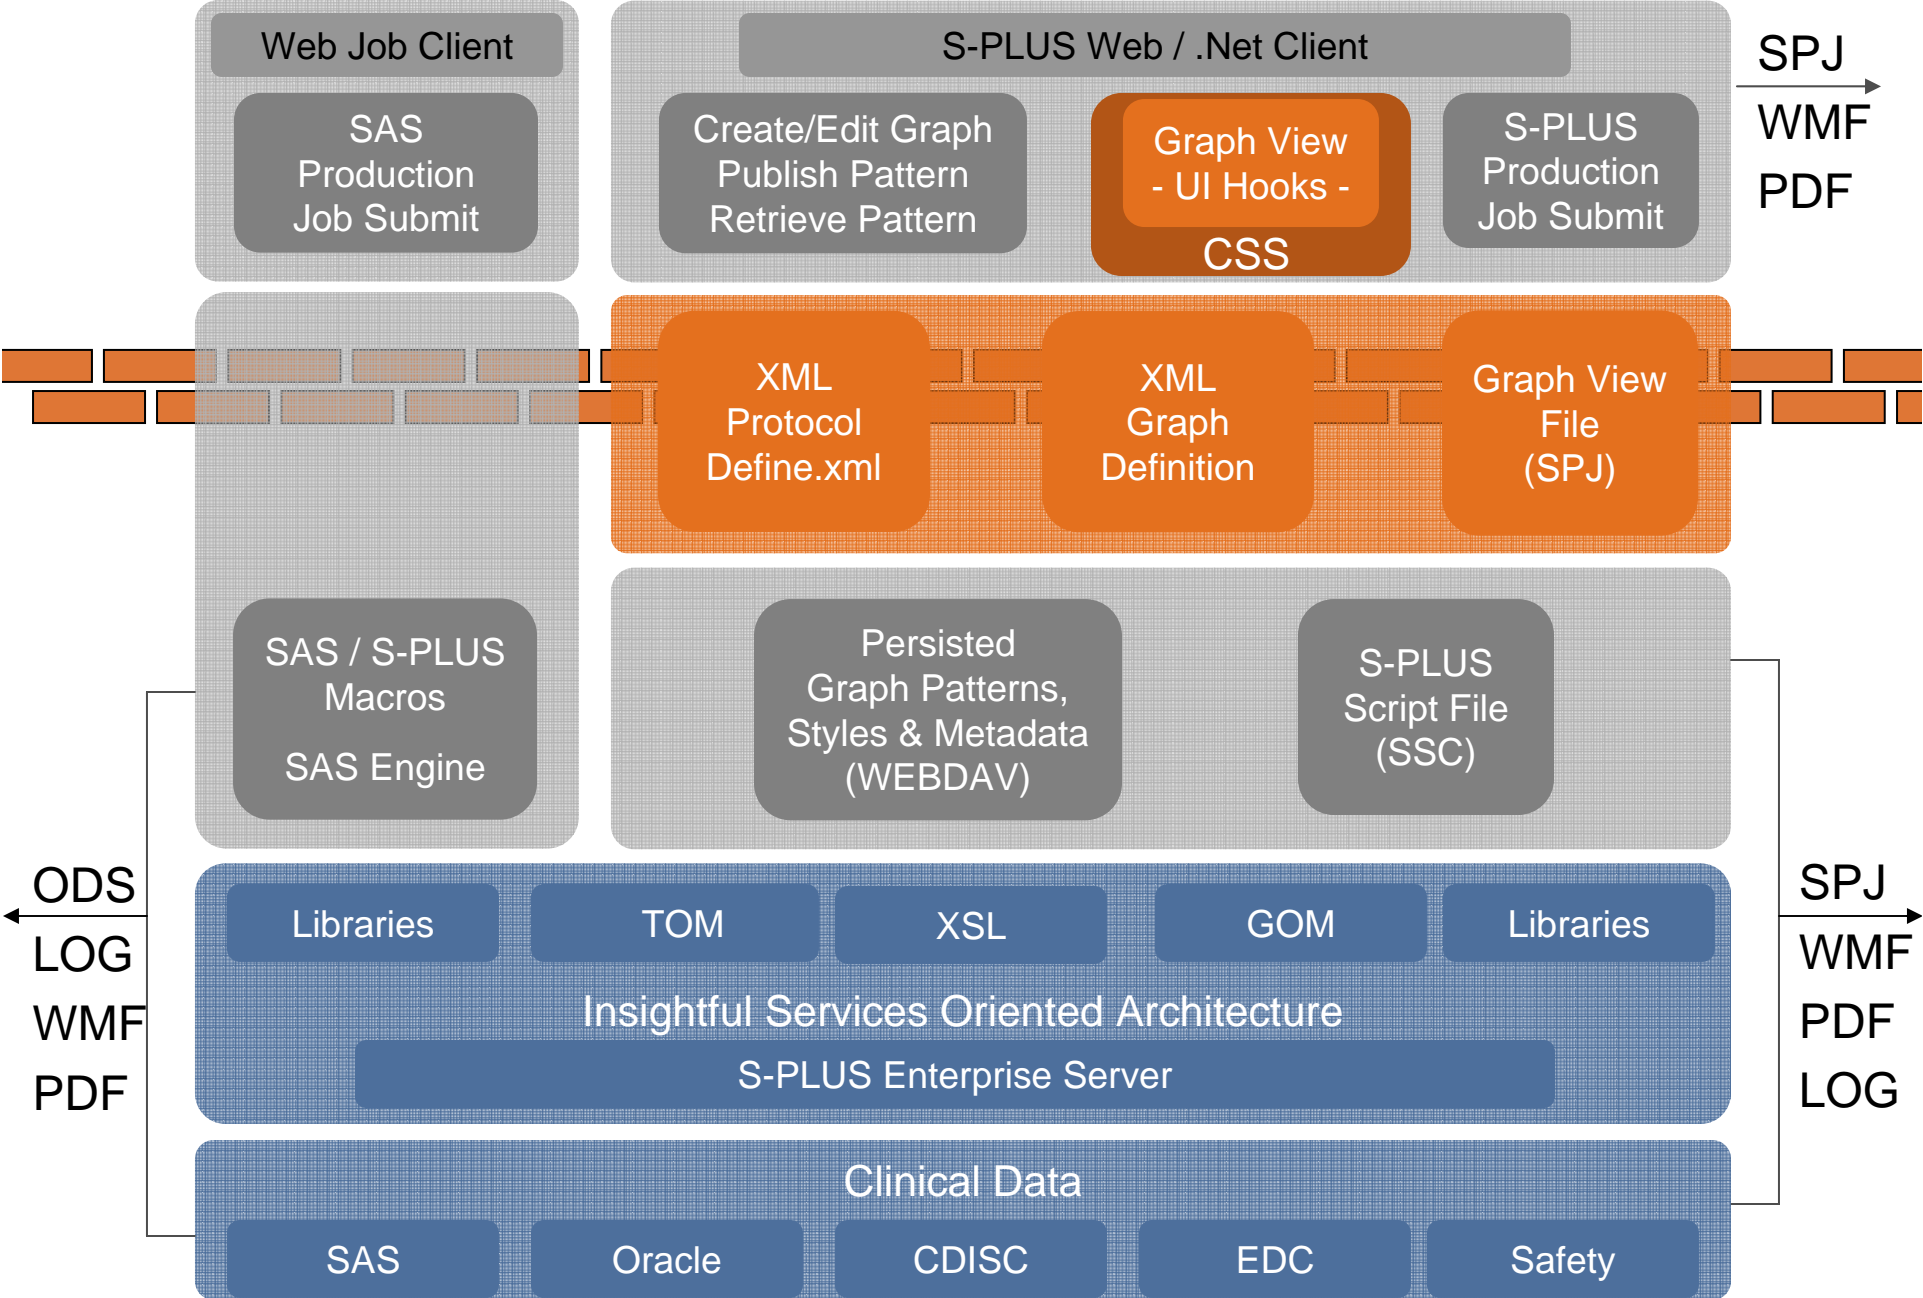 Web Job Client
S-PLUS Web / .Net Client
SAS
Production
Job Submit
Create/Edit Graph
Publish Pattern
Retrieve Pattern
Graph View
- UI Hooks -
CSS
S-PLUS
Production
Job Submit
SPJ
WMF
PDF
XML
Protocol
Define.xml
XML
Graph
Definition
Graph View
File
(SPJ)
SAS / S-PLUS
Macros
SAS Engine
Persisted
Graph Patterns,
Styles & Metadata
(WEBDAV)
S-PLUS
Script File
(SSC)
ODS
LOG
WMF
PDF
Libraries
TOM
XSL
GOM
Libraries
Insightful Services Oriented Architecture
S-PLUS Enterprise Server
SPJ
WMF
PDF
LOG
Clinical Data
SAS
Oracle
CDISC
EDC
Safety